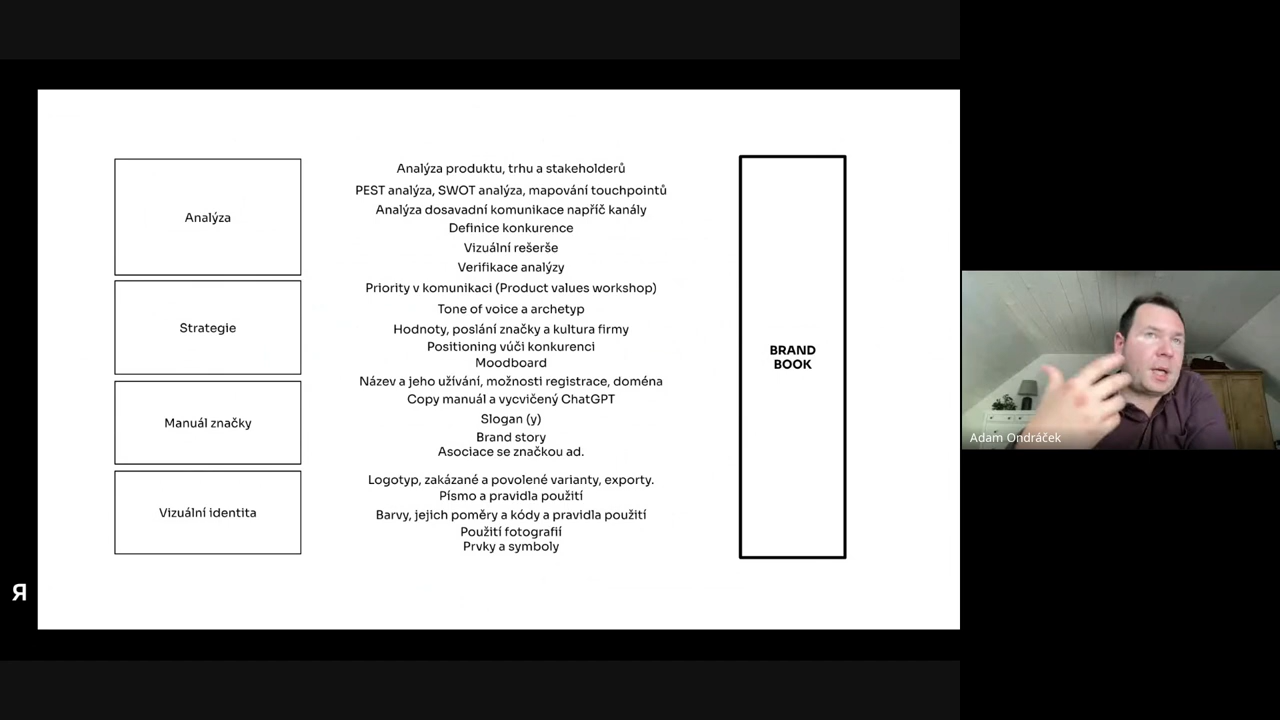 Analýza
Analýza produktu, trhu a stakeholderů
PEST analýza, SWOT analýza, mapování touchpointů
Analýza dosavadní komunikace napříč kanály
Definice konkurence
Vizuální rešerše
Verifikace analýzy
Strategie
Priority v komunikaci (Product values workshop)
Tone of voice a archetyp
Hodnoty, poslání značky a kultura firmy
Positioning vúči konkurenci
Moodboard
Manuál značky
Název a jeho užívání, možnosti registrace, doména
Copy manuál a vycvičený ChatGPT
Slogan (y)
Brand story
Asociace se značkou ad.
Vizuální identita
Logotyp, zakázané a povolené varianty, exporty.
Písmo a pravidla použití
Barvy, jejich poměry a kódy a pravidla použití
Použití fotografií
Prvky a symboly
BRAND
BOOK
Я
Adam Ondráček